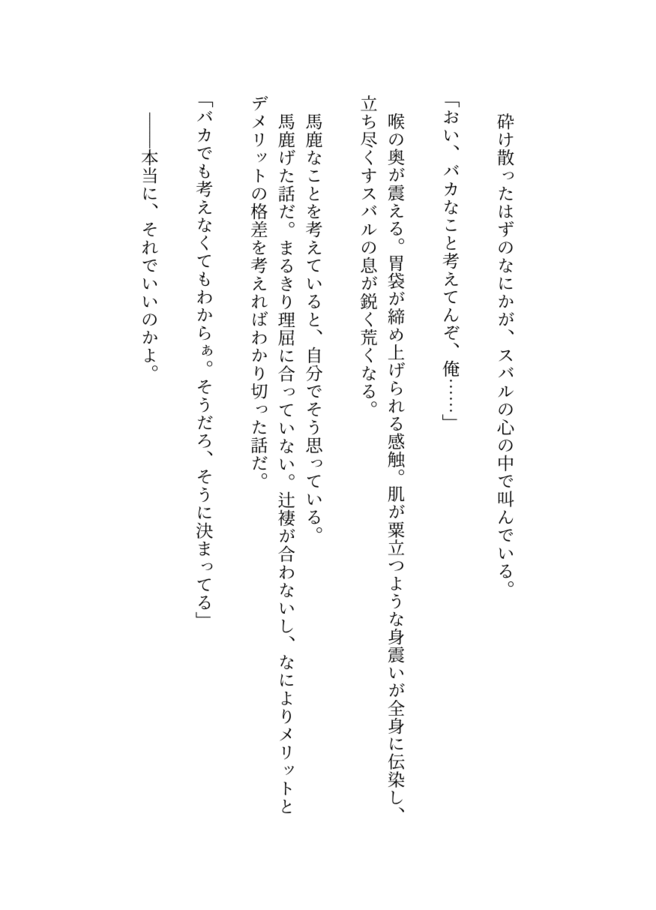 砕け散ったはずのなにかが、スバルの心の中で叫んでいる。
「おい、バカなこと考えてんぞ、俺……」
喉の奥が震える。胃袋が締め上げられる感触。肌が粟立つような身震いが全身に伝染し、
立ち尽くすスバルの息が鋭く荒くなる。
馬鹿なことを考えていると、自分でそう思っている。
馬鹿げた話だ。まるきり理屈に合っていない。辻褄が合わないし、なによりメリットと
デメリットの格差を考えればわかり切った話だ。
「バカでも考えなくてもわからぁ。そうだろ、そうに決まってる」
――本当に、それでいいのかよ。